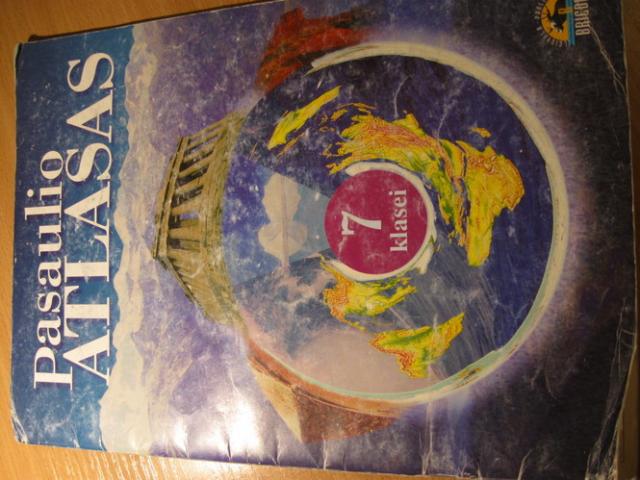 Pasaulio
ATLASAS
7
klasei